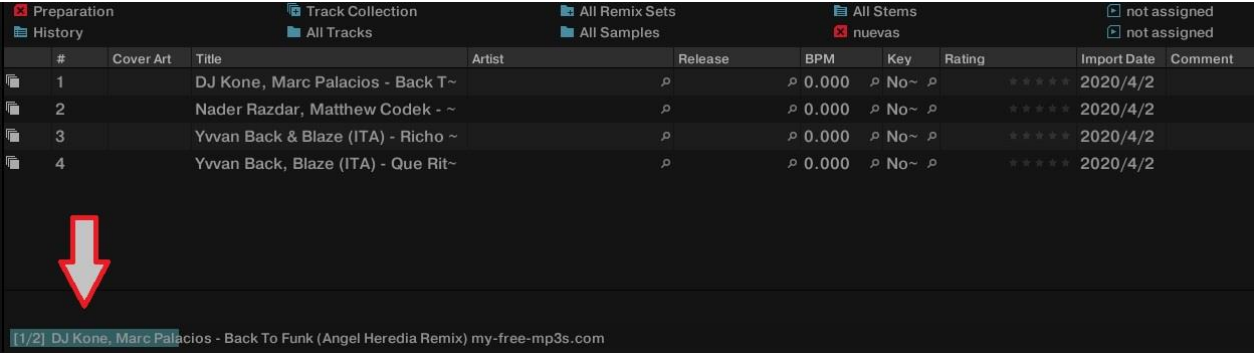 Preparation Track Collection All Remix Sets All Stems not assigned
History All Tracks All Samples nuevas not assigned
# Cover Art Title Artist Release BPM Key Rating Import Date Comment
1 DJ Kone, Marc Palacios - Back T~ 0.000 No~ 2020/4/2
2 Nader Razdar, Matthew Codek - ~ 0.000 No~ 2020/4/2
3 Yvvan Back & Blaze (ITA) - Richo ~ 0.000 No~ 2020/4/2
4 Yvvan Back, Blaze (ITA) - Que Rit~ 0.000 No~ 2020/4/2
[1/2] DJ Kone, Marc Palacios - Back To Funk (Angel Heredia Remix) my-free-mp3s.com